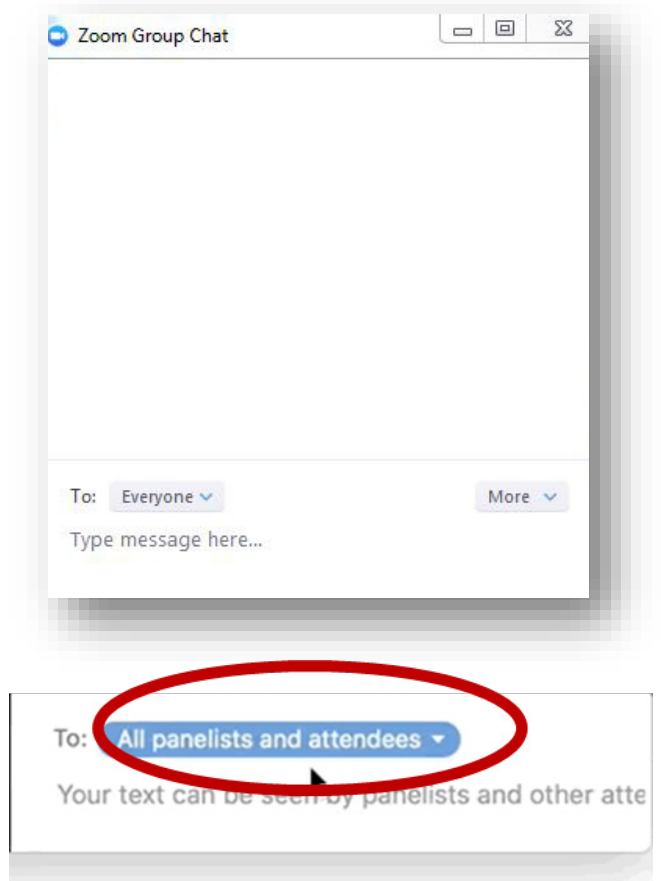 Zoom Group Chat
To: Everyone More
Type message here...
To: All panelists and attendees
Your text can be seen by panelists and other atte